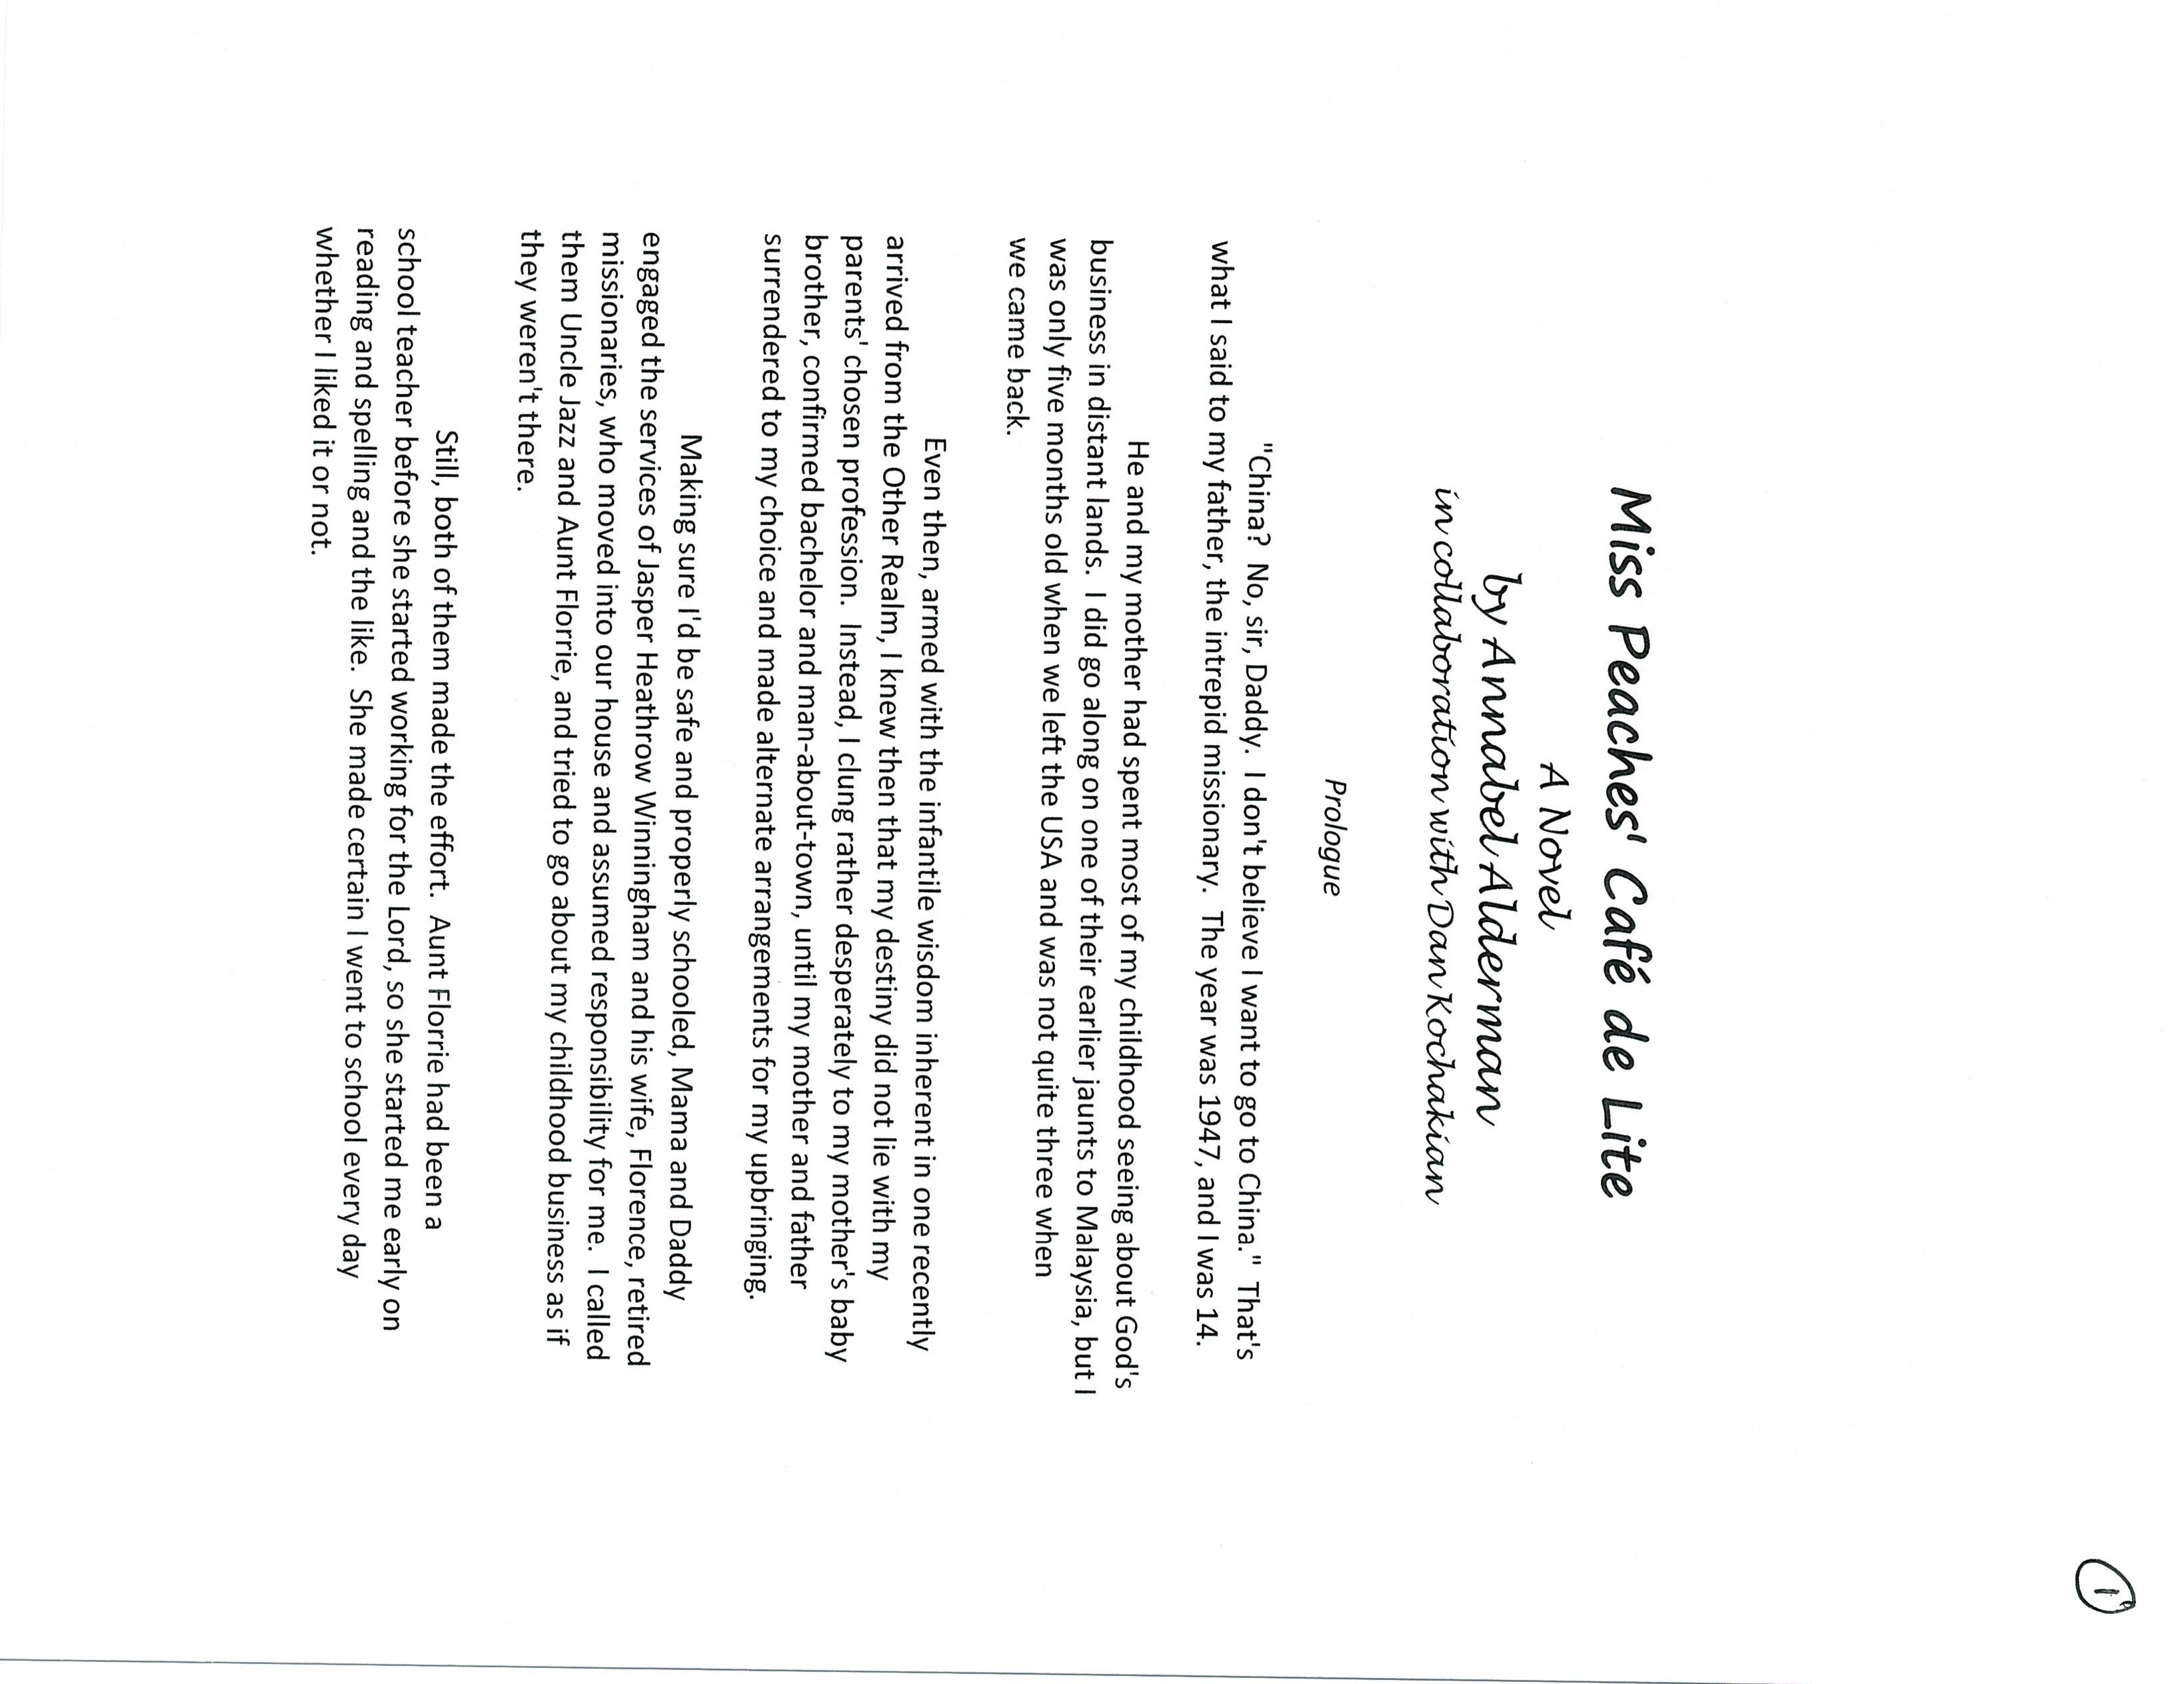 1
Miss Peaches' Café de Lite
A Novel
by Annabel Alderman
in collaboration with Dan Kochakian
Prologue
"China?  No, sir, Daddy.  I don't believe I want to go to China."  That's
what I said to my father, the intrepid missionary.  The year was 1947, and I was 14.
He and my mother had spent most of my childhood seeing about God's
business in distant lands.  I did go along on one of their earlier jaunts to Malaysia, but I
was only five months old when we left the USA and was not quite three when
we came back.
Even then, armed with the infantile wisdom inherent in one recently
arrived from the Other Realm, I knew then that my destiny did not lie with my
parents' chosen profession.  Instead, I clung rather desperately to my mother's baby
brother, confirmed bachelor and man-about-town, until my mother and father
surrendered to my choice and made alternate arrangements for my upbringing.
Making sure I'd be safe and properly schooled, Mama and Daddy
engaged the services of Jasper Heathrow Winningham and his wife, Florence, retired
missionaries, who moved into our house and assumed responsibility for me.  I called
them Uncle Jazz and Aunt Florrie, and tried to go about my childhood business as if
they weren't there.
Still, both of them made the effort.  Aunt Florrie had been a
school teacher before she started working for the Lord, so she started me early on
reading and spelling and the like.  She made certain I went to school every day
whether I liked it or not.